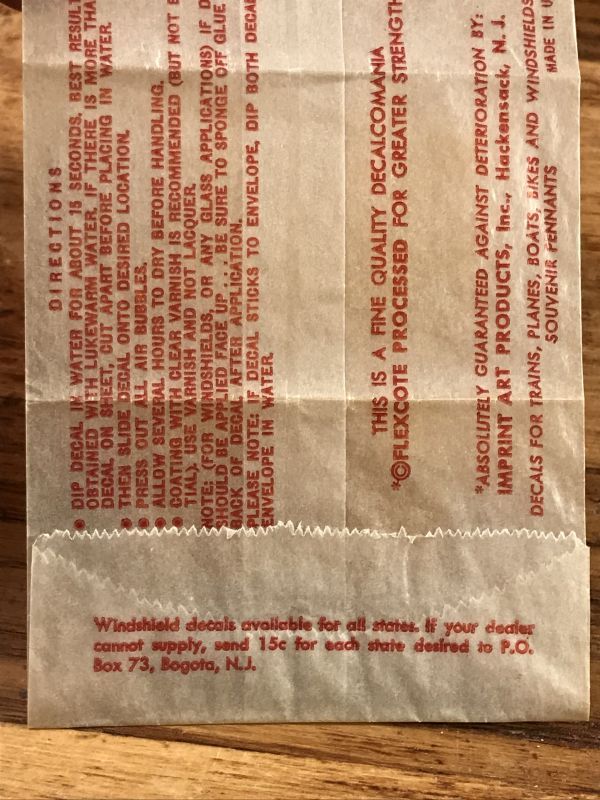 DIRECTIONS
● DIP DECAL IN WATER FOR ABOUT 15 SECONDS. BEST RESULT
OBTAINED WITH LUKEWARM WATER. IF THERE IS MORE THA
DECAL ON SHEET, CUT APART BEFORE PLACING IN WATER.
● THEN SLIDE DECAL ONTO DESIRED LOCATION.
● PRESS OUT ALL AIR BUBBLES.
● ALLOW SEVERAL HOURS TO DRY BEFORE HANDLING.
● COATING WITH CLEAR VARNISH IS RECOMMENDED (BUT NOT E
TIAL). USE VARNISH AND NOT LACQUER.
NOTE: (FOR WINDSHIELDS, OR ANY GLASS APPLICATIONS) IF D
SHOULD BE APPLIED FACE UP . . . BE SURE TO SPONGE OFF GLUE
BACK OF DECAL AFTER APPLICATION.
PLEASE NOTE: IF DECAL STICKS TO ENVELOPE, DIP BOTH DECAL
ENVELOPE IN WATER.
THIS IS A FINE QUALITY DECALCOMANIA
*©FLEXCOTE PROCESSED FOR GREATER STRENGTH
*ABSOLUTELY GUARANTEED AGAINST DETERIORATION BY:
IMPRINT ART PRODUCTS, Inc., Hackensack, N. J.
DECALS FOR TRAINS, PLANES, BOATS, BIKES AND WINDSHIELDS
SOUVENIR PENNANTS
MADE IN U
Windshield decals available for all states. If your dealer
cannot supply, send 15c for each state desired to P.O.
Box 73, Bogota, N.J.